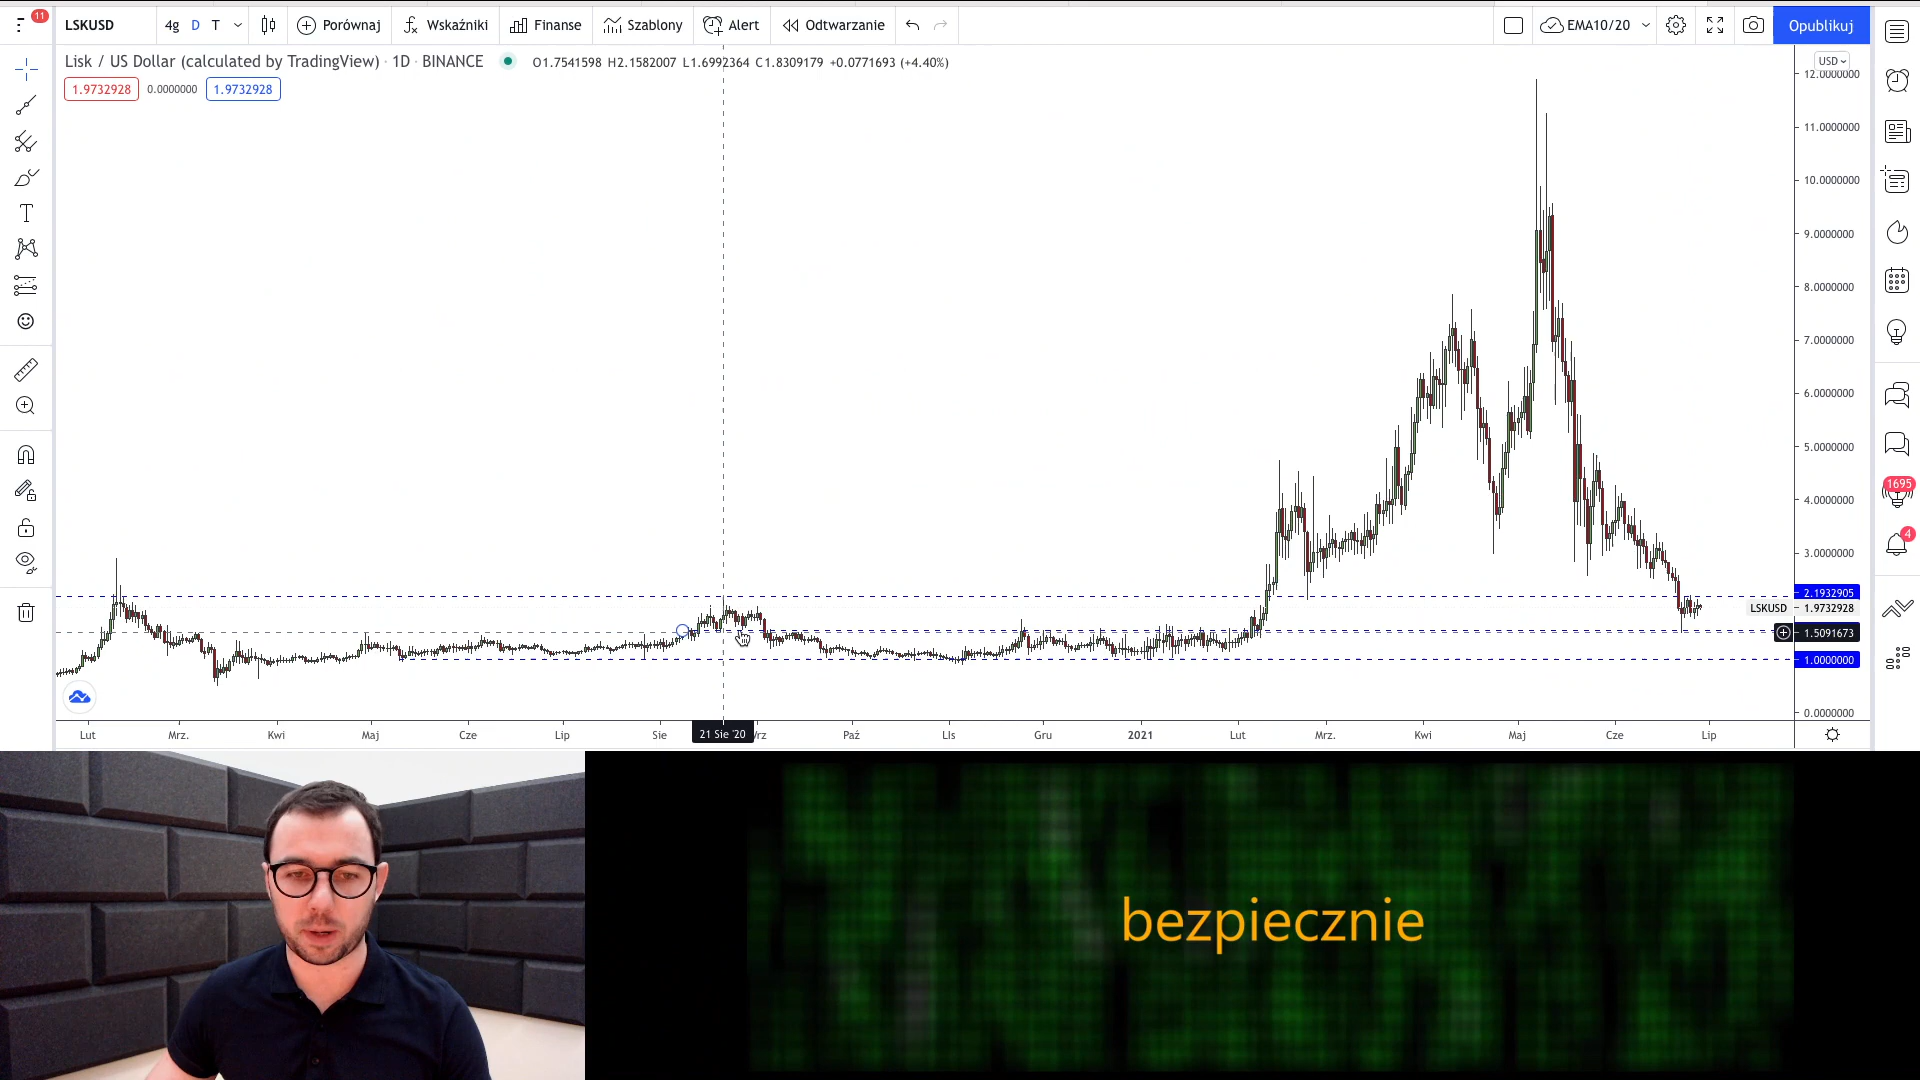 11
LSKUSD
4g
D
T
Porównaj
Wskaźniki
Finanse
Szablony
Alert
Odtwarzanie
EMA10/20
Opublikuj
Lisk / US Dollar (calculated by TradingView) · 1D · BINANCE
O1.7541598 H2.1582007 L1.6992364 C1.8309179 +0.0771693 (+4.40%)
1.9732928
0.0000000
1.9732928
USD
12.0000000
11.0000000
10.0000000
9.0000000
8.0000000
7.0000000
6.0000000
5.0000000
4.0000000
3.0000000
2.1932905
LSKUSD
1.9732928
1.5091673
1.0000000
0.0000000
1695
4
Lut
Mrz.
Kwi
Maj
Cze
Lip
Sie
21 Sie '20
Paź
Lls
Gru
2021
Lut
Mrz.
Kwi
Maj
Cze
Lip
bezpiecznie